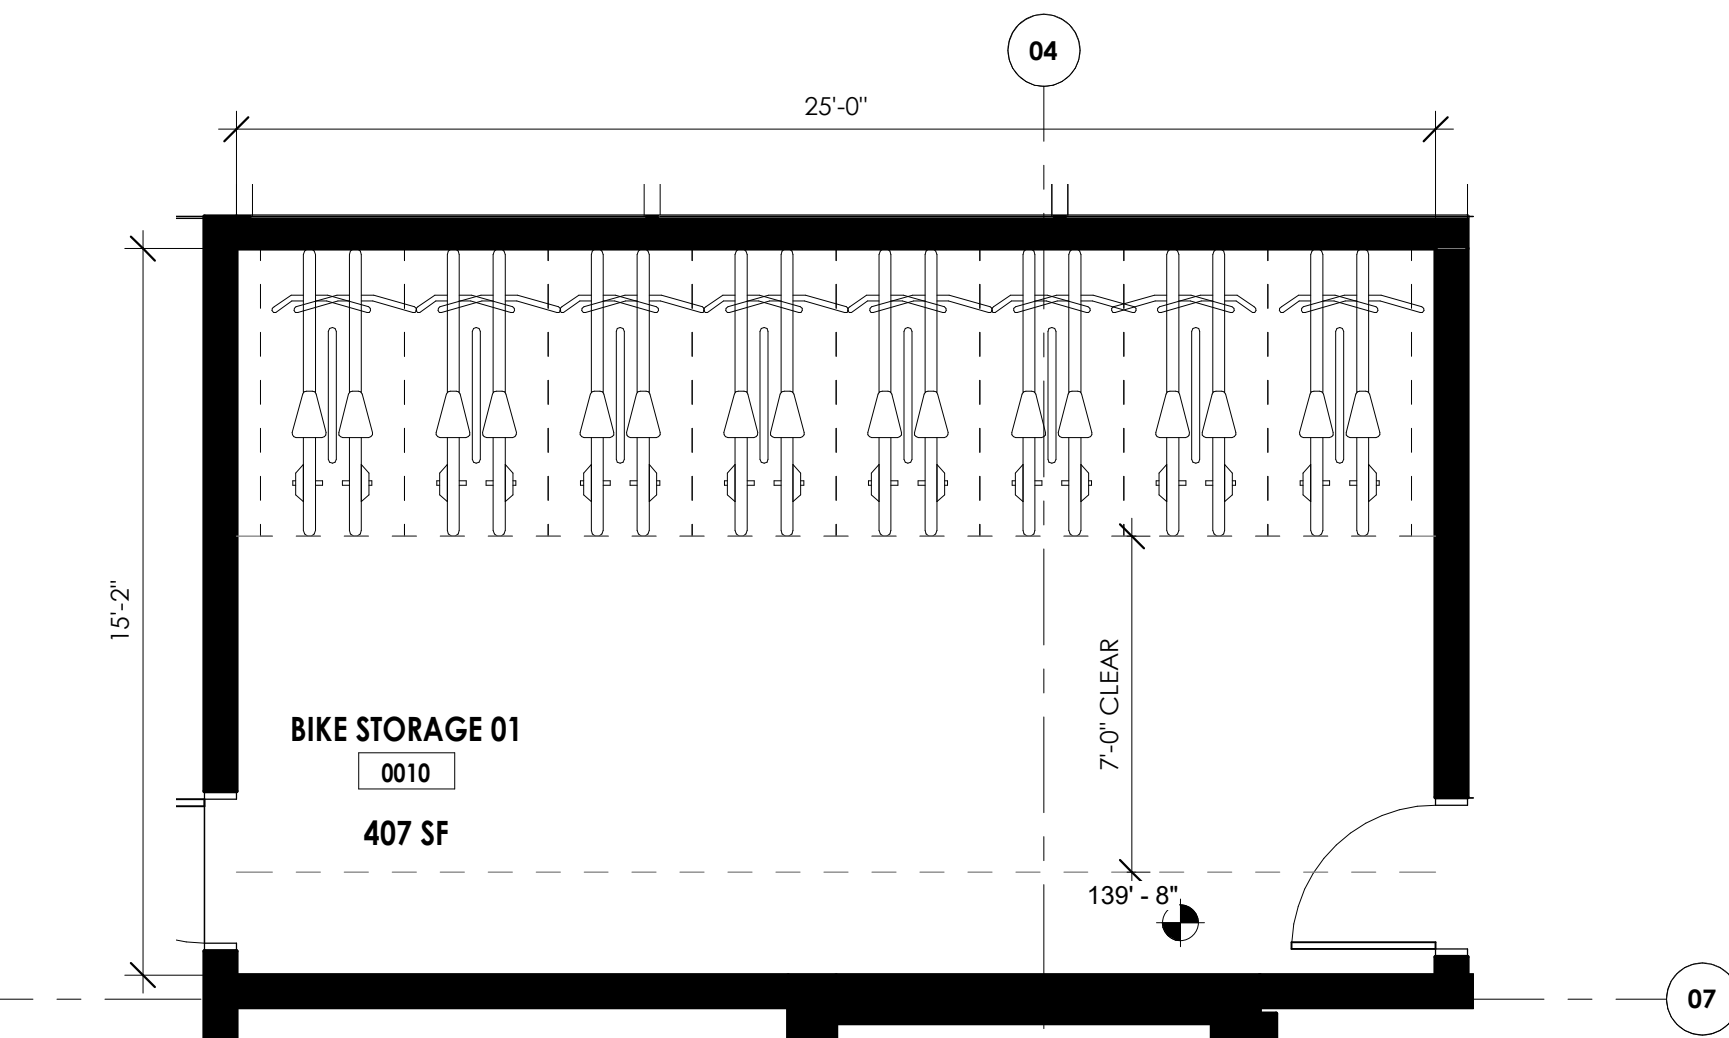 04
25'-0"
15'-2"
7'-0" CLEAR
BIKE STORAGE 01
0010
407 SF
139' - 8"
07